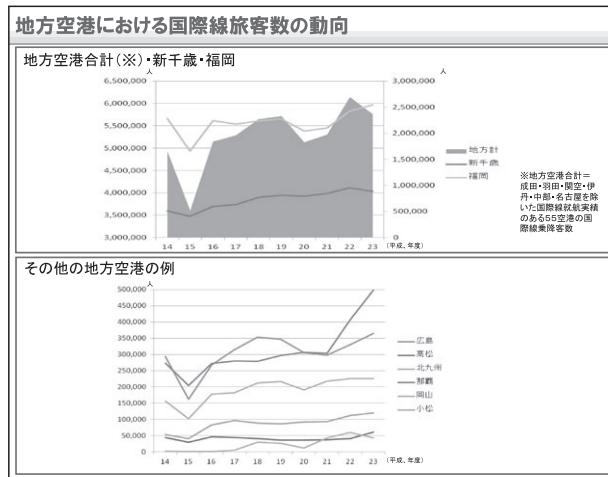 地方空港における国際線旅客数の動向
地方空港合計(※)・新千歳・福岡
人
人
6,500,000
6,000,000
5,500,000
5,000,000
4,500,000
4,000,000
3,500,000
3,000,000
3,000,000
2,500,000
2,000,000
1,500,000
1,000,000
500,000
0
14 15 16 17 18 19 20 21 22 23 (平成、年度)
地方計
新千歳
福岡
※地方空港合計=
成田・羽田・関空・伊
丹・中部・名古屋を除
いた国際線就航実績
のある55空港の国
際線乗降客数
その他の地方空港の例
人
500,000
450,000
400,000
350,000
300,000
250,000
200,000
150,000
100,000
50,000
0
14 15 16 17 18 19 20 21 22 23 (平成、年度)
広島
高松
北九州
那覇
岡山
小松